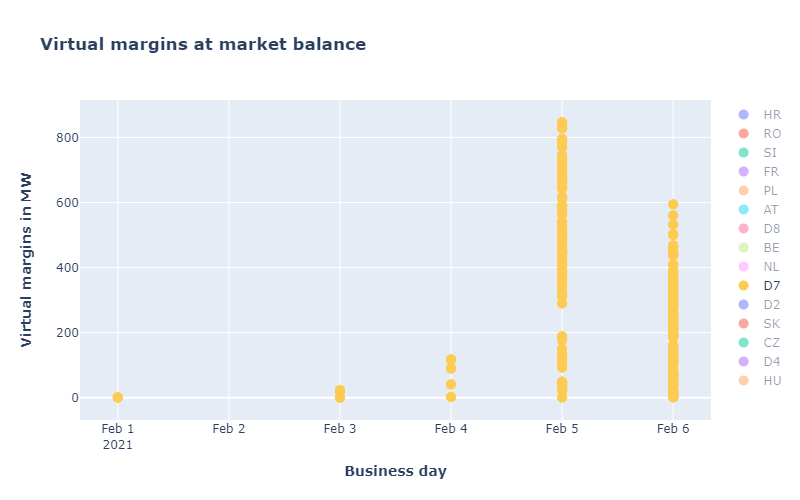 Virtual margins at market balance
Virtual margins in MW
800
600
400
200
0
Feb 1
2021
Feb 2
Feb 3
Feb 4
Feb 5
Feb 6
Business day
HR
RO
SI
FR
PL
AT
D8
BE
NL
D7
D2
SK
CZ
D4
HU